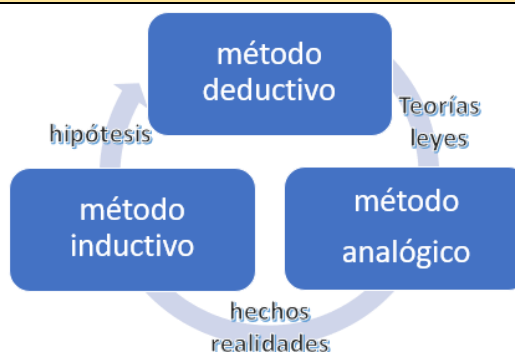 método
deductivo
Teorías
leyes
hipótesis
método
inductivo
método
analógico
hechos
realidades